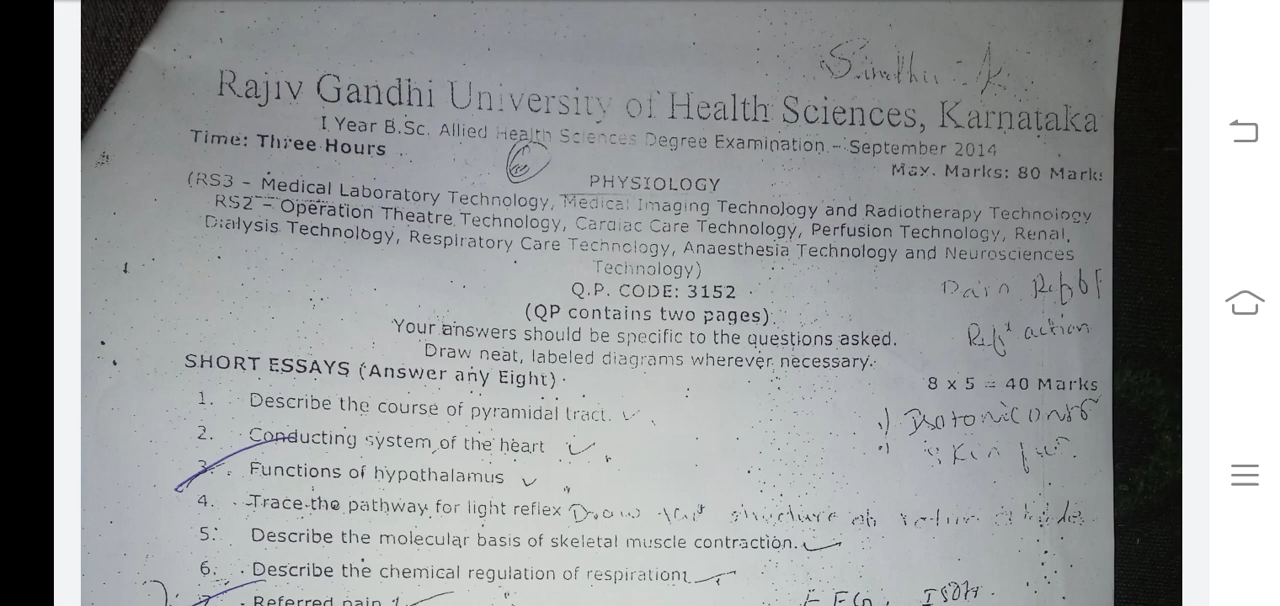 Rajiv Gandhi University of Health Sciences, Karnataka
I Year B.Sc. Allied Health Sciences Degree Examination - September 2014
Time: Three Hours
Max. Marks: 80 Marks
PHYSIOLOGY
(RS3 - Medical Laboratory Technology, Medical Imaging Technology and Radiotherapy Technology
RS2 - Operation Theatre Technology, Cardiac Care Technology, Perfusion Technology, Renal
Dialysis Technology, Respiratory Care Technology, Anaesthesia Technology and Neurosciences
Technology)
Q.P. CODE: 3152
(QP contains two pages)
Your answers should be specific to the questions asked.
Draw neat, labeled diagrams wherever necessary.
action
SHORT ESSAYS (Answer any Eight)
8 x 5 = 40 Marks
1. Describe the course of pyramidal tract.
2. Conducting system of the heart
3. Functions of hypothalamus
4. Trace the pathway for light reflex Draw structure
5. Describe the molecular basis of skeletal muscle contraction.
6. Describe the chemical regulation of respiration
7. Referred pain